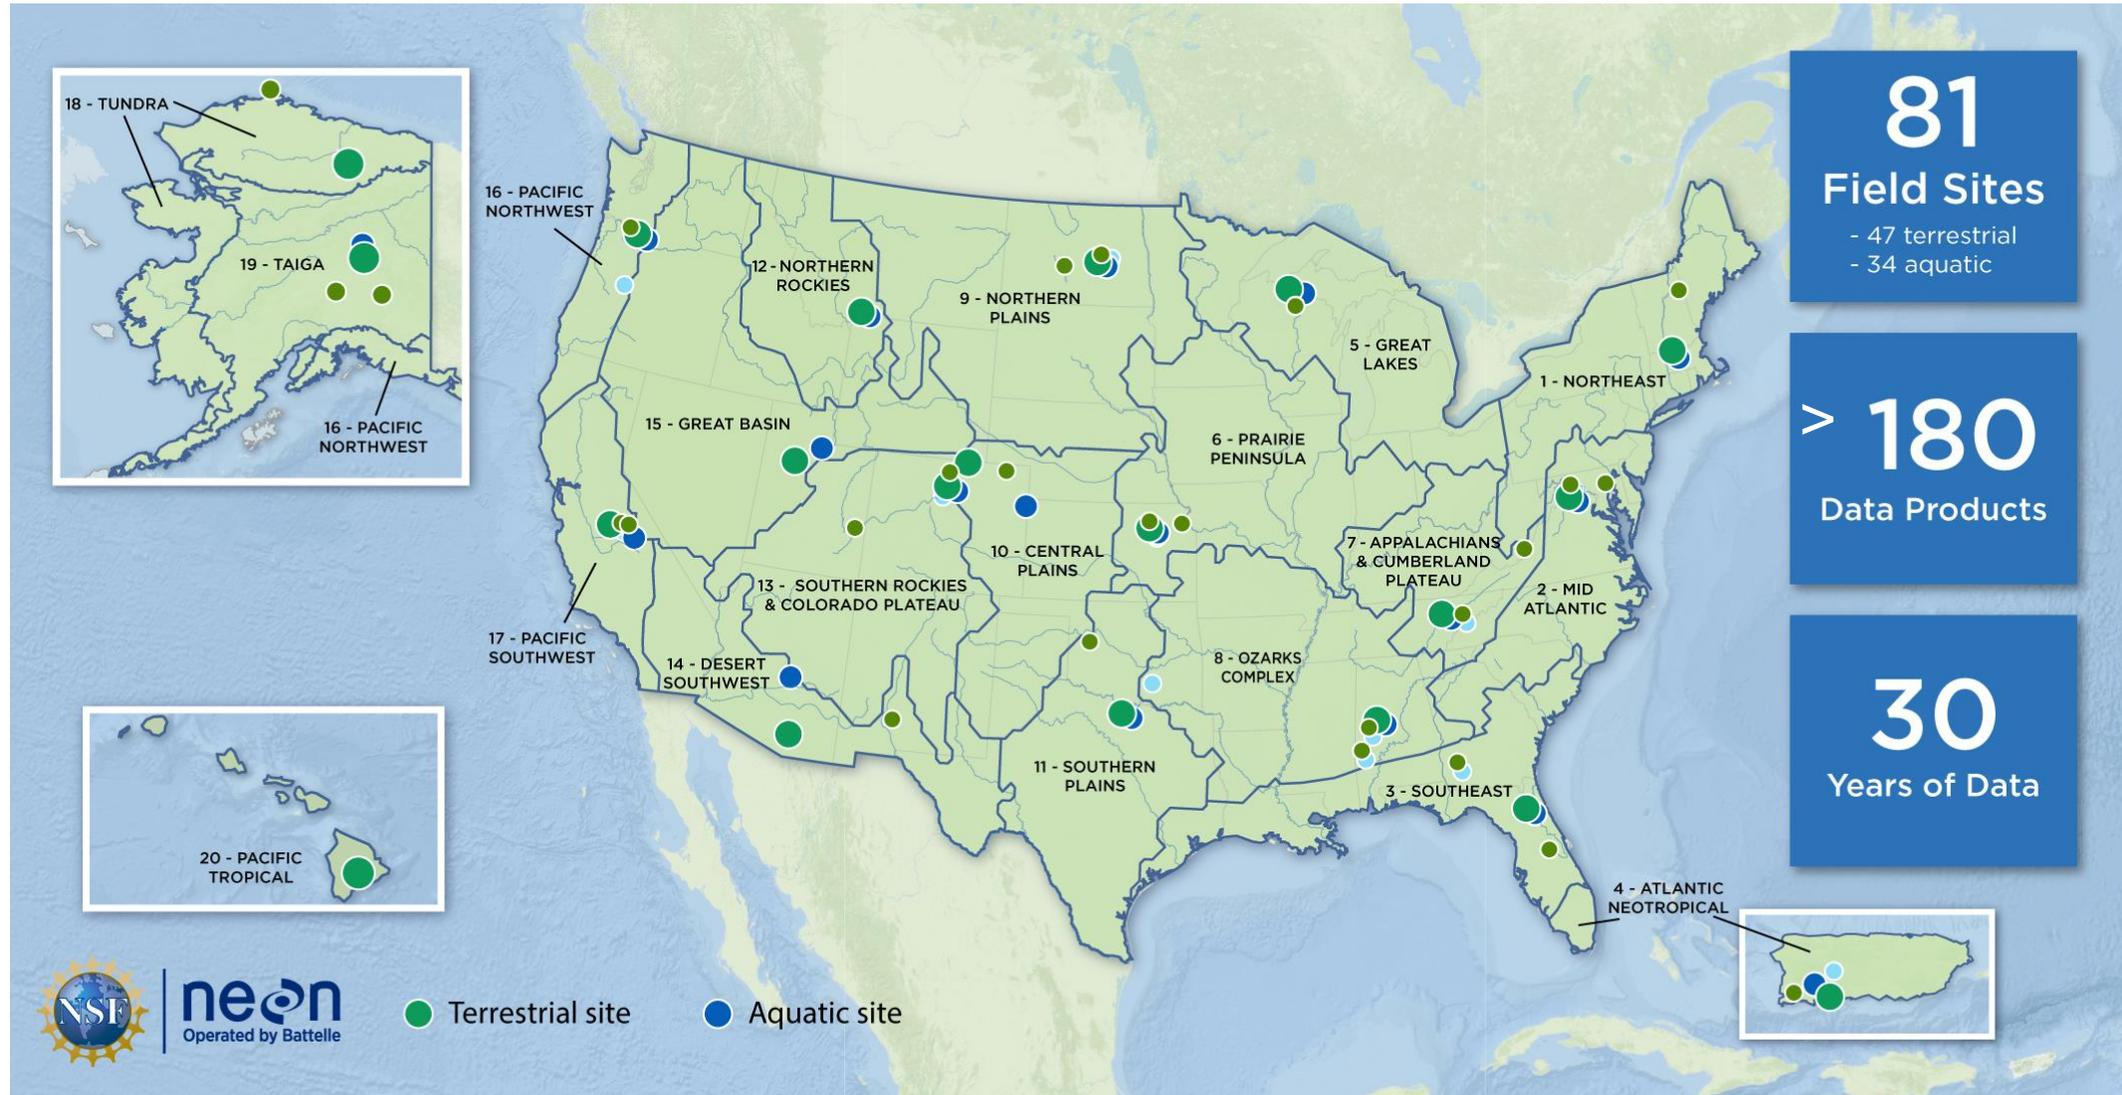 18 - TUNDRA
19 - TAIGA
16 - PACIFIC
NORTHWEST
16 - PACIFIC
NORTHWEST
12 - NORTHERN
ROCKIES
9 - NORTHERN
PLAINS
5 - GREAT
LAKES
1 - NORTHEAST
15 - GREAT BASIN
6 - PRAIRIE
PENINSULA
10 - CENTRAL
PLAINS
7 - APPALACHIANS
& CUMBERLAND
PLATEAU
13 - SOUTHERN ROCKIES
& COLORADO PLATEAU
2 - MID
ATLANTIC
17 - PACIFIC
SOUTHWEST
14 - DESERT
SOUTHWEST
8 - OZARKS
COMPLEX
11 - SOUTHERN
PLAINS
3 - SOUTHEAST
20 - PACIFIC
TROPICAL
4 - ATLANTIC
NEOTROPICAL
81
Field Sites
- 47 terrestrial
- 34 aquatic
> 180
Data Products
30
Years of Data
NSF
neon
Operated by Battelle
Terrestrial site
Aquatic site